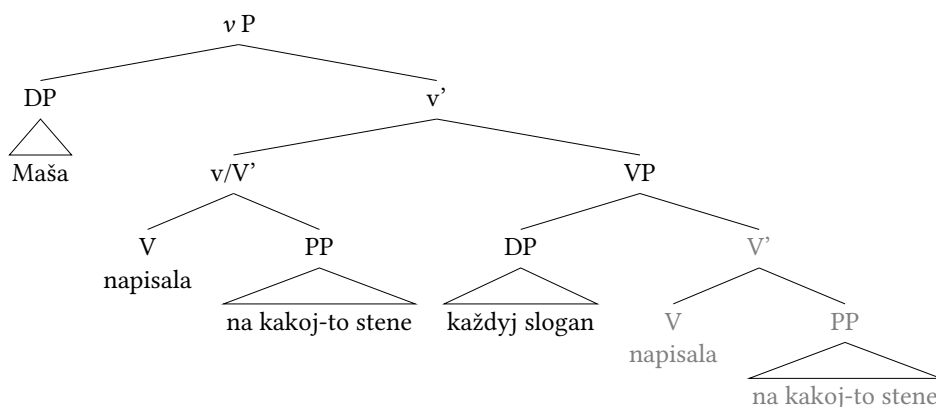 vP
DP v’
Maša v/V’ VP
V PP DP V’
napisala na kakoj-to stene každyj slogan V PP
napisala na kakoj-to stene